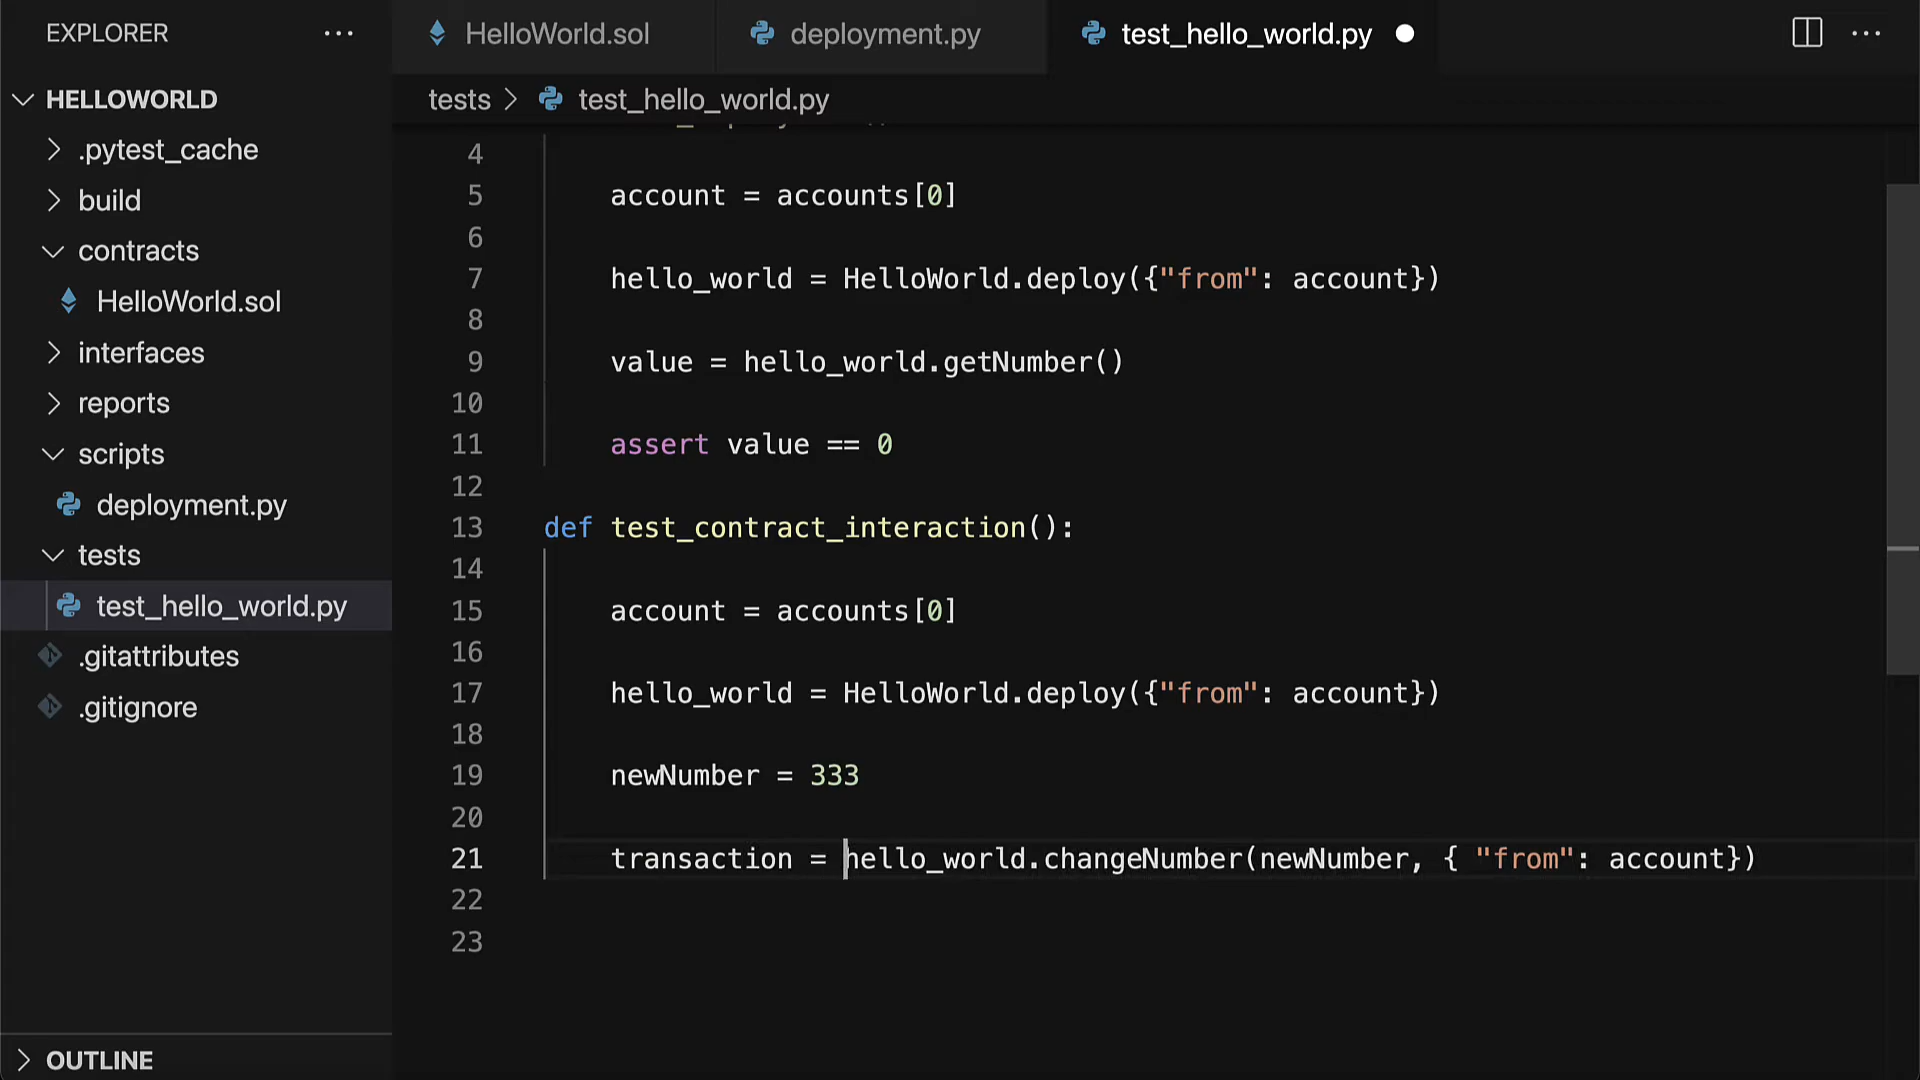 EXPLORER
HELLOWORLD
.pytest_cache
build
contracts
HelloWorld.sol
interfaces
reports
scripts
deployment.py
tests
test_hello_world.py
.gitattributes
.gitignore
OUTLINE
HelloWorld.sol
deployment.py
test_hello_world.py
tests > test_hello_world.py
4
5 account = accounts[0]
6
7 hello_world = HelloWorld.deploy({"from": account})
8
9 value = hello_world.getNumber()
10
11 assert value == 0
12
13 def test_contract_interaction():
14
15 account = accounts[0]
16
17 hello_world = HelloWorld.deploy({"from": account})
18
19 newNumber = 333
20
21 transaction = hello_world.changeNumber(newNumber, { "from": account})
22
23